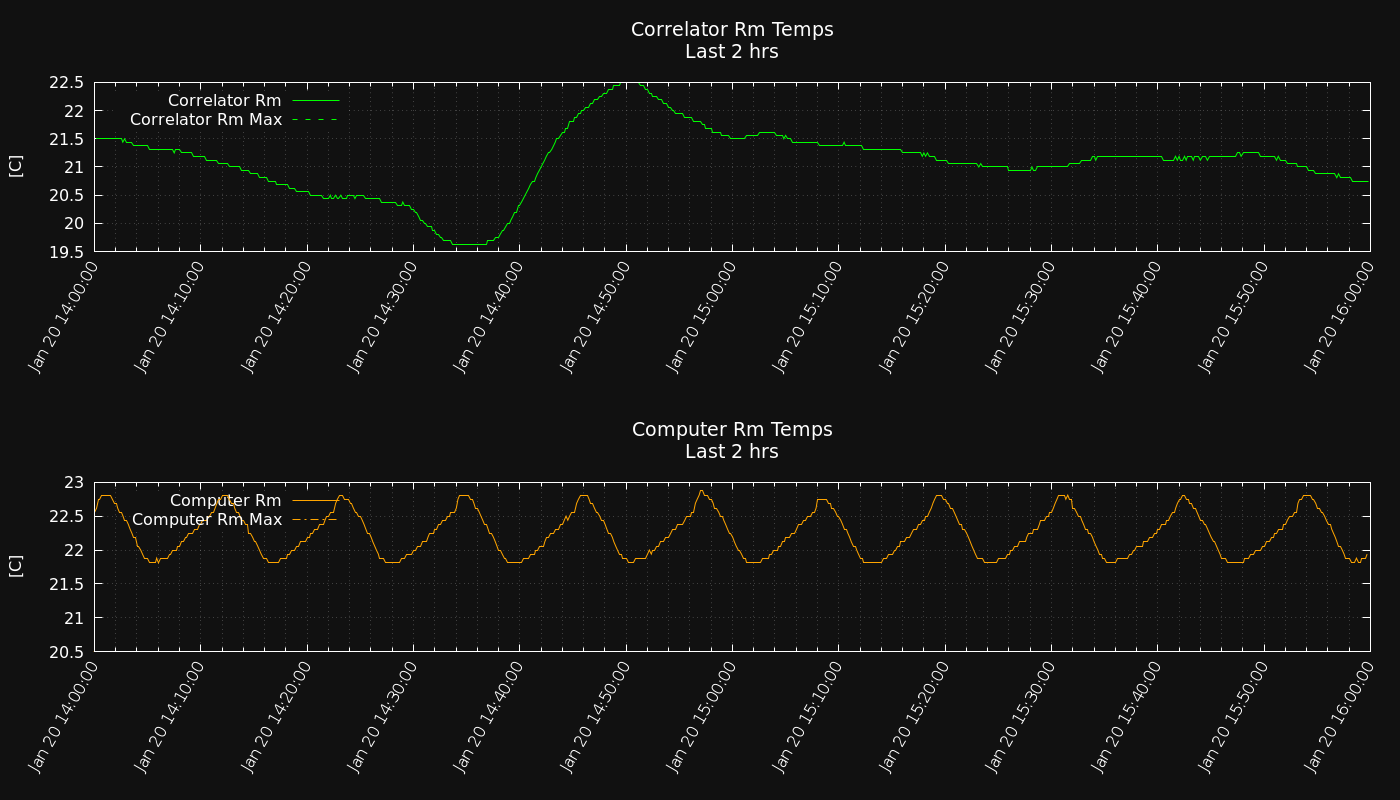 Correlator Rm Temps
Last 2 hrs
[C]
22.5
22
21.5
21
20.5
20
19.5
Correlator Rm
Correlator Rm Max
Jan 20 14:00:00
Jan 20 14:10:00
Jan 20 14:20:00
Jan 20 14:30:00
Jan 20 14:40:00
Jan 20 14:50:00
Jan 20 15:00:00
Jan 20 15:10:00
Jan 20 15:20:00
Jan 20 15:30:00
Jan 20 15:40:00
Jan 20 15:50:00
Jan 20 16:00:00
Computer Rm Temps
Last 2 hrs
[C]
23
22.5
22
21.5
21
20.5
Computer Rm
Computer Rm Max
Jan 20 14:00:00
Jan 20 14:10:00
Jan 20 14:20:00
Jan 20 14:30:00
Jan 20 14:40:00
Jan 20 14:50:00
Jan 20 15:00:00
Jan 20 15:10:00
Jan 20 15:20:00
Jan 20 15:30:00
Jan 20 15:40:00
Jan 20 15:50:00
Jan 20 16:00:00